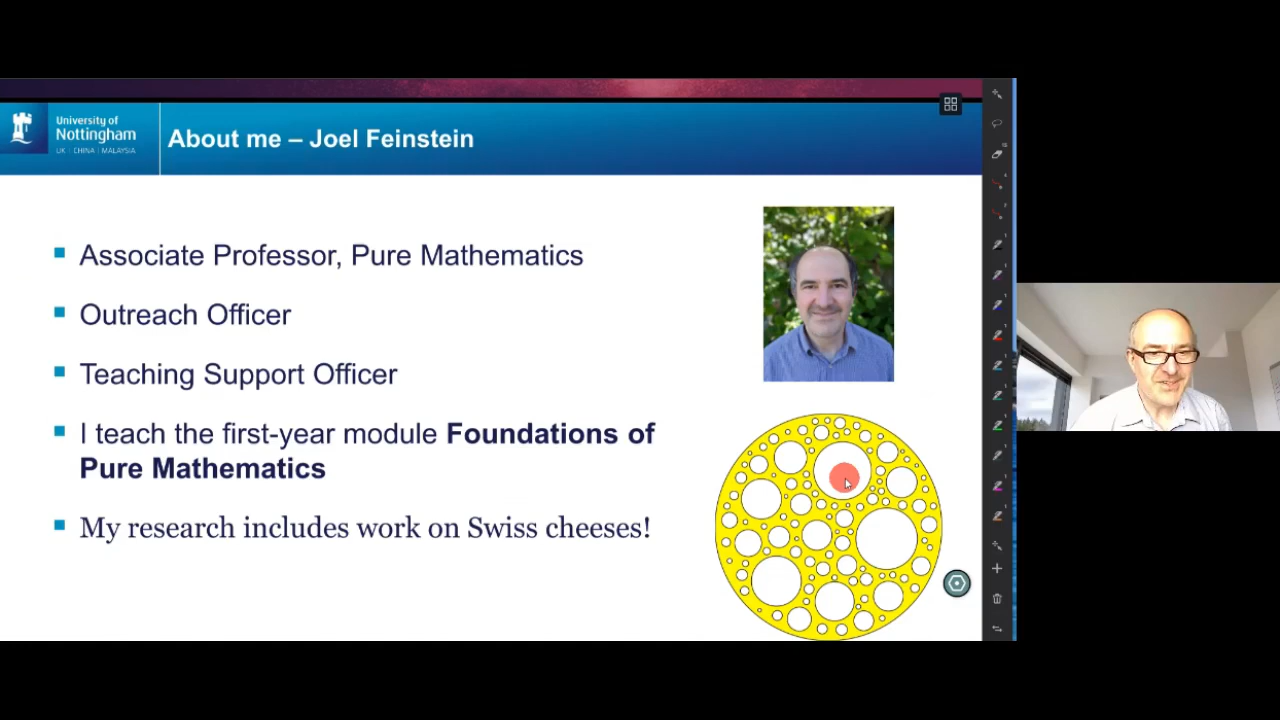 University of
Nottingham
UK | CHINA | MALAYSIA
About me – Joel Feinstein
Associate Professor, Pure Mathematics
Outreach Officer
Teaching Support Officer
I teach the first-year module Foundations of
Pure Mathematics
My research includes work on Swiss cheeses!